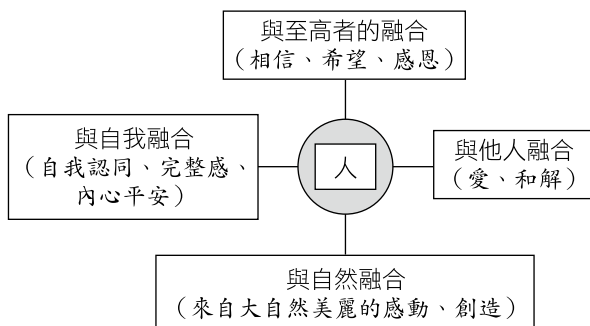 與至高者的融合
（相信、希望、感恩）
與自我融合
（自我認同、完整感、
內心平安）
人
與他人融合
（愛、和解）
與自然融合
（來自大自然美麗的感動、創造）